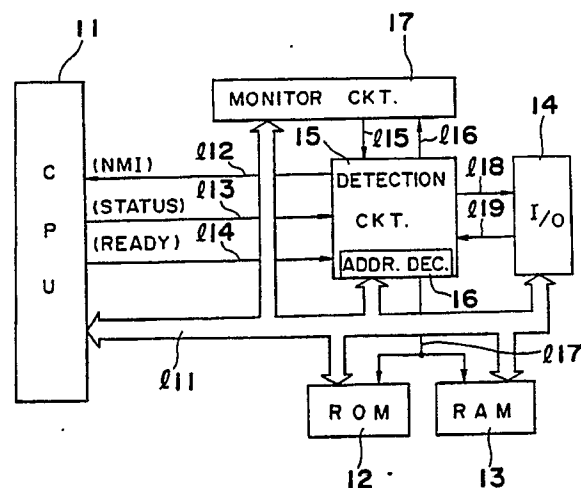 11
17
MONITOR CKT.
14
15
ℓ15
ℓ16
(NMI)
ℓ12
(STATUS)
ℓ13
(READY)
ℓ14
CPU
DETECTION
CKT.
ADDR. DEC.
16
ℓ18
ℓ19
I/O
ℓ11
ℓ17
ROM
RAM
12
13